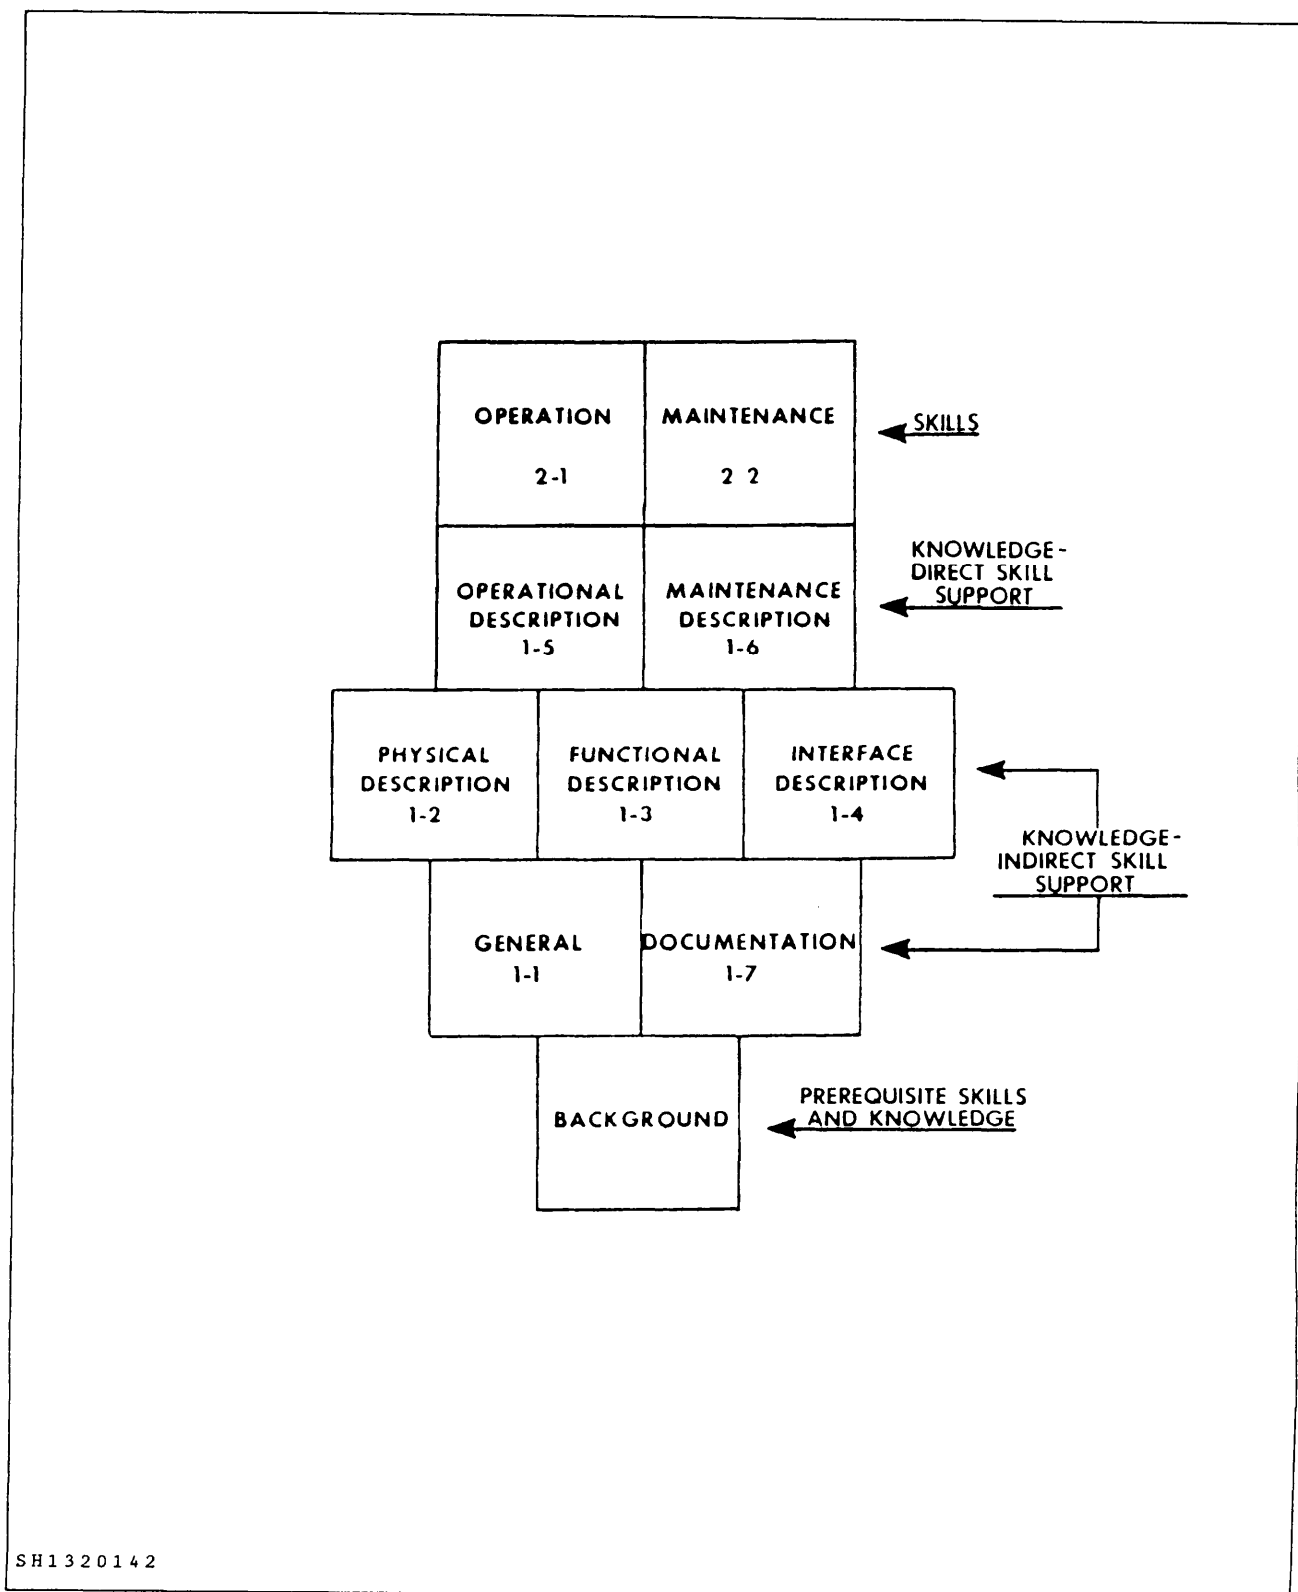 OPERATION
2-1
MAINTENANCE
2 2
SKILLS
OPERATIONAL
DESCRIPTION
1-5
MAINTENANCE
DESCRIPTION
1-6
KNOWLEDGE-
DIRECT SKILL
SUPPORT
PHYSICAL
DESCRIPTION
1-2
FUNCTIONAL
DESCRIPTION
1-3
INTERFACE
DESCRIPTION
1-4
KNOWLEDGE-
INDIRECT SKILL
SUPPORT
GENERAL
1-1
DOCUMENTATION
1-7
BACKGROUND
PREREQUISITE SKILLS
AND KNOWLEDGE
SH1320142